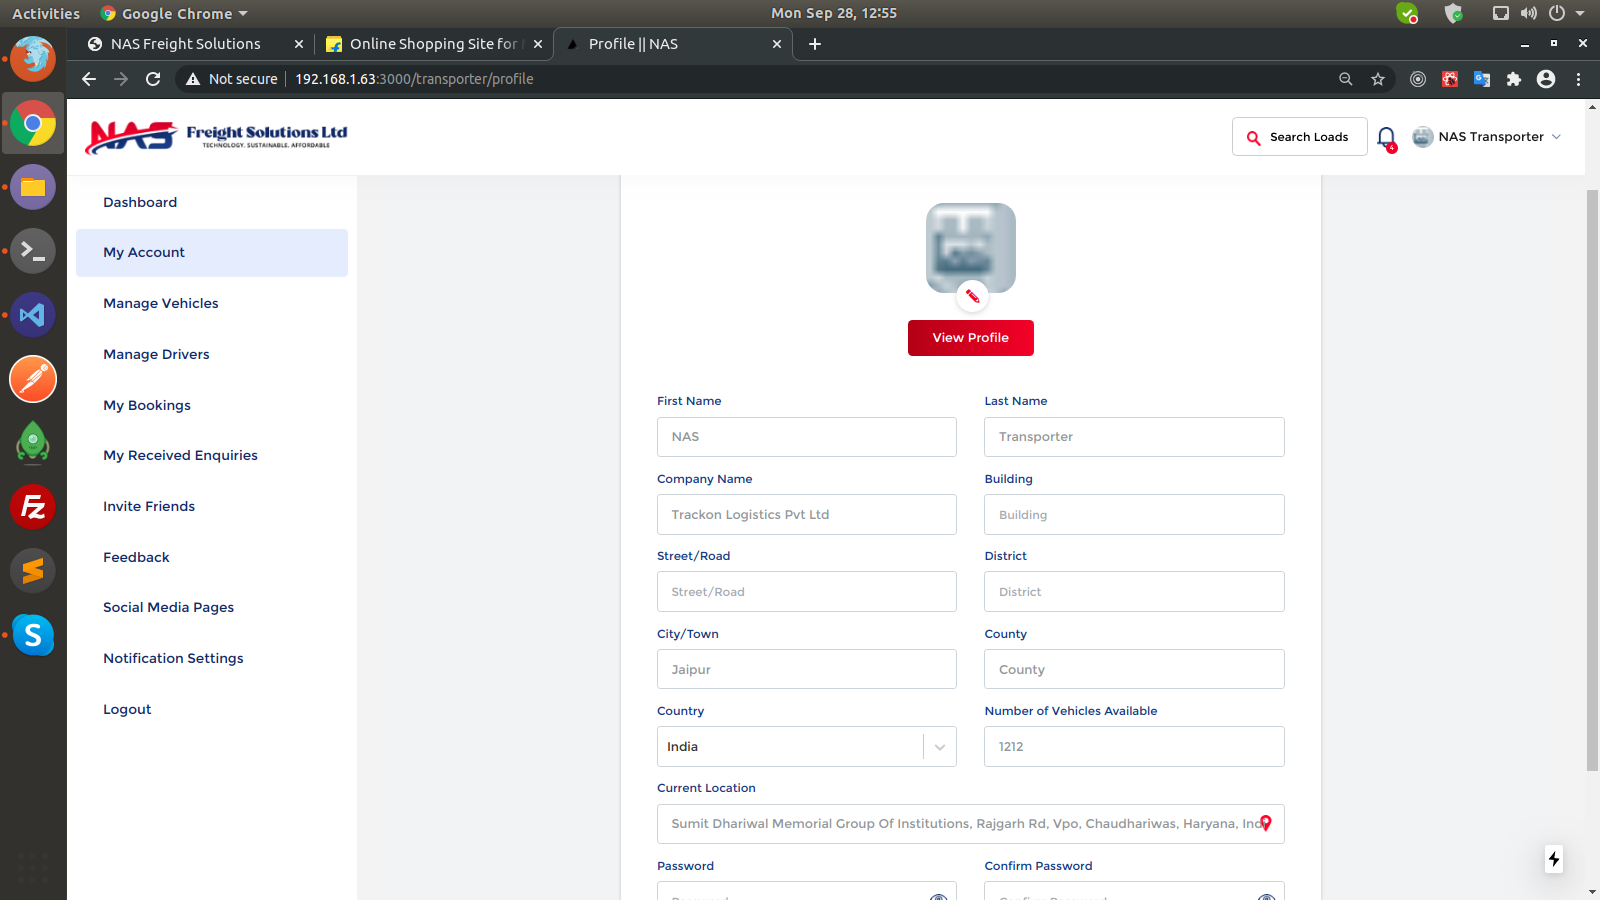 Activities
Google Chrome
Mon Sep 28, 12:55
NAS Freight Solutions
Online Shopping Site for
Profile || NAS
Not secure
192.168.1.63:3000/transporter/profile
NAS Freight Solutions Ltd
TECHNOLOGY. SUSTAINABLE. AFFORDABLE
Search Loads
4
NAS Transporter
Dashboard
My Account
Manage Vehicles
Manage Drivers
My Bookings
My Received Enquiries
Invite Friends
Feedback
Social Media Pages
Notification Settings
Logout
View Profile
First Name
Last Name
NAS
Transporter
Company Name
Building
Trackon Logistics Pvt Ltd
Building
Street/Road
District
Street/Road
District
City/Town
County
Jaipur
County
Country
Number of Vehicles Available
India
1212
Current Location
Sumit Dhariwal Memorial Group Of Institutions, Rajgarh Rd, Vpo, Chaudhariwas, Haryana, Ind
Password
Confirm Password